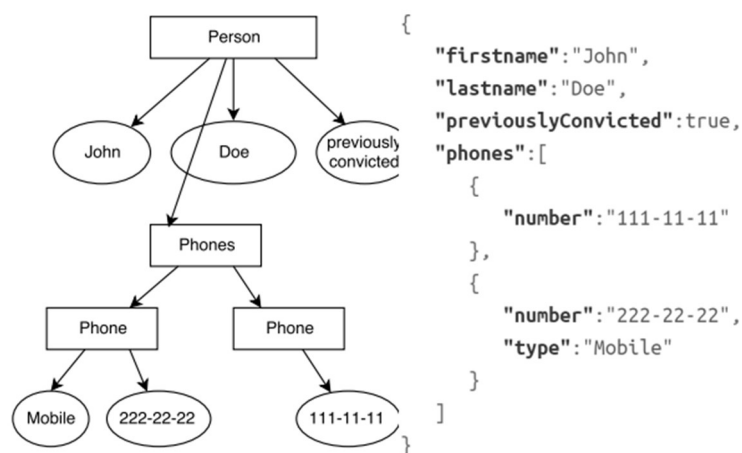 Person
John
Doe
previously
convicted
Phones
Phone
Phone
Mobile
222-22-22
111-11-11
{
"firstname":"John",
"lastname":"Doe",
"previouslyConvicted":true,
"phones":[
{
"number":"111-11-11"
},
{
"number":"222-22-22",
"type":"Mobile"
}
]
}